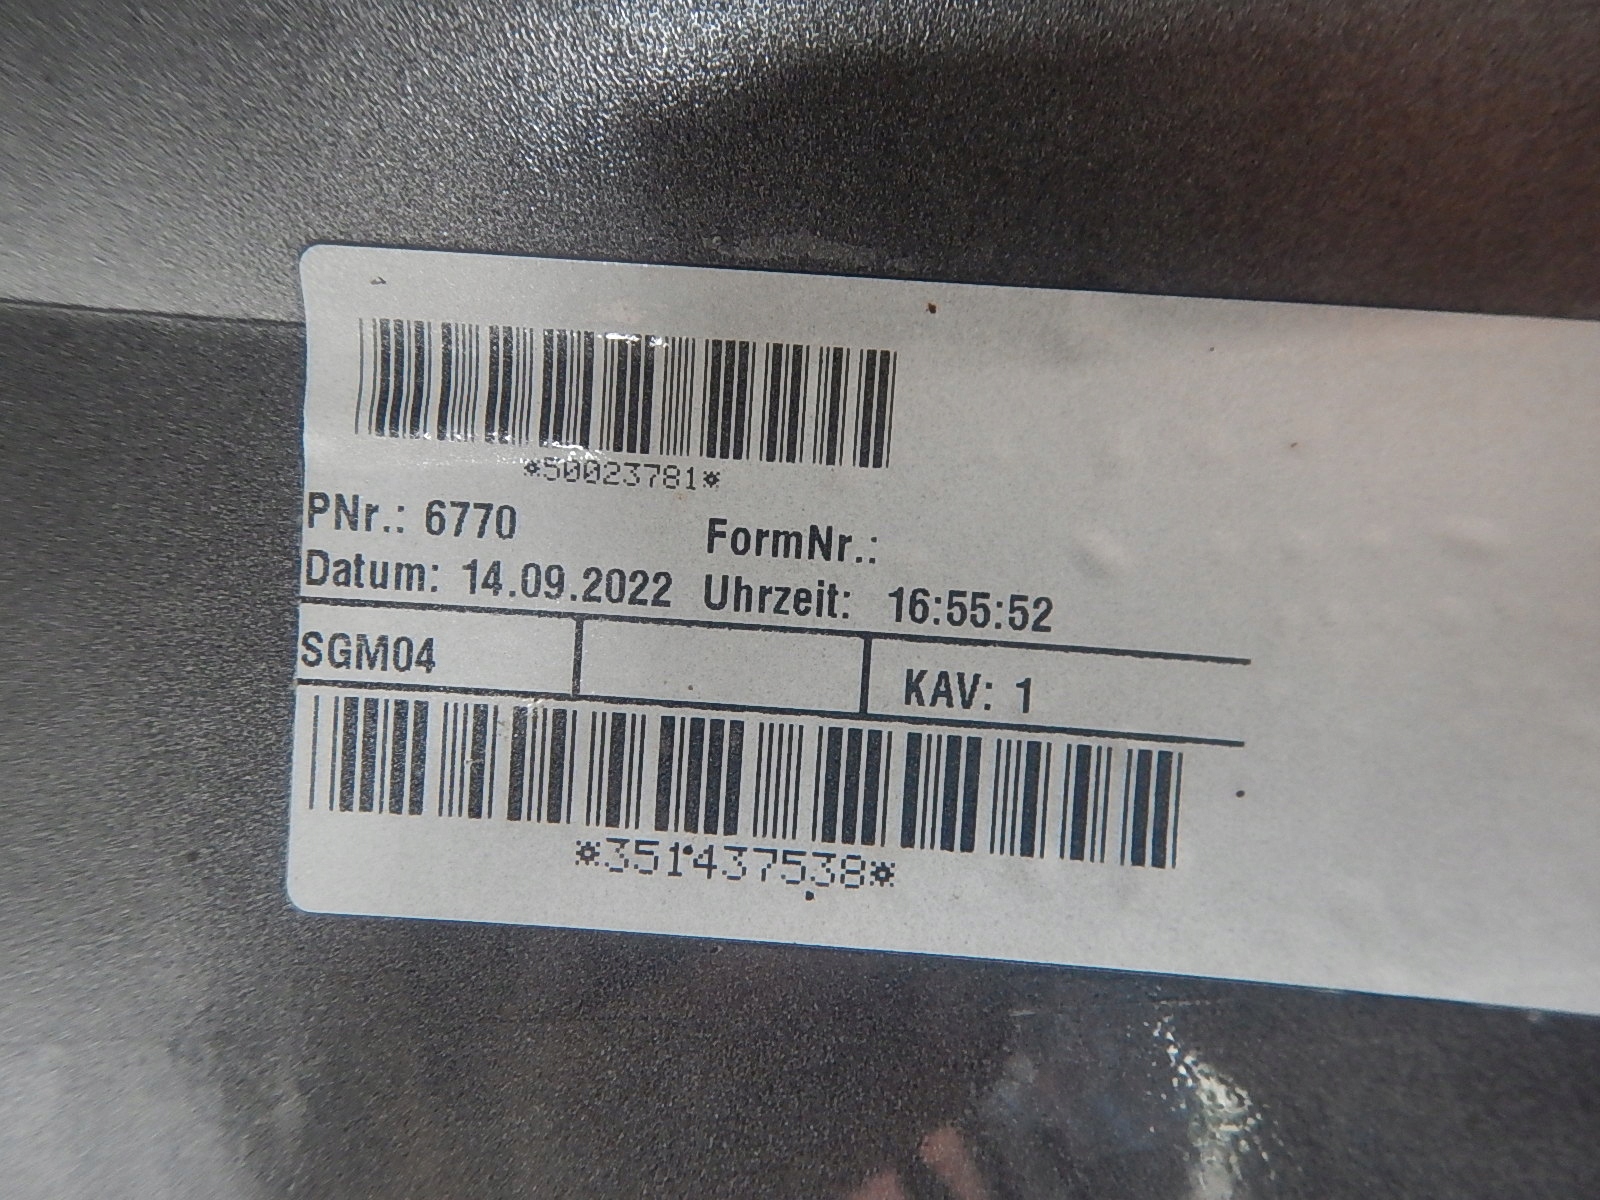 *50023781*
PNr.: 6770 FormNr.:
Datum: 14.09.2022 Uhrzeit: 16:55:52
SGM04 KAV: 1
*351437538*